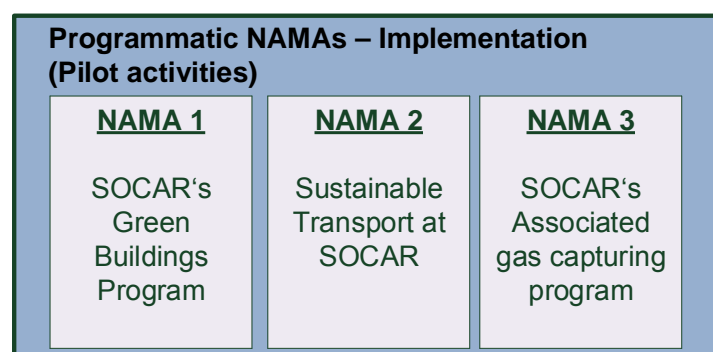 Programmatic NAMAs – Implementation
(Pilot activities)
NAMA 1
SOCAR‘s
Green
Buildings
Program
NAMA 2
Sustainable
Transport at
SOCAR
NAMA 3
SOCAR‘s
Associated
gas capturing
program